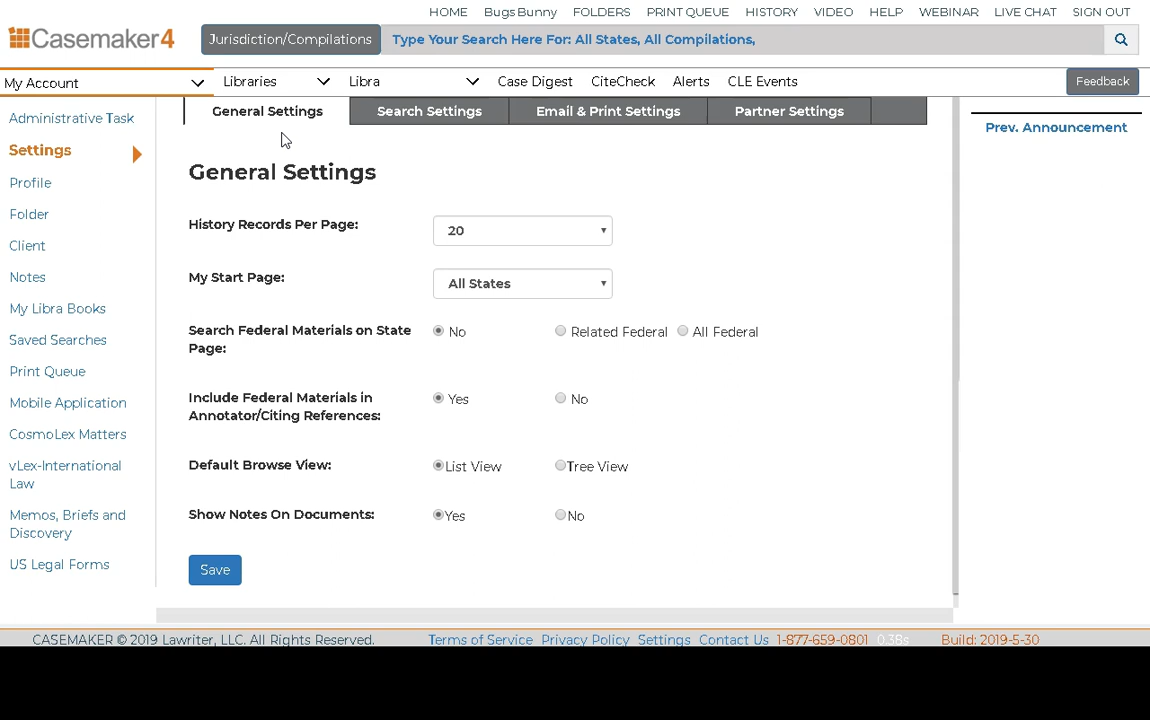 HOME Bugs Bunny FOLDERS PRINT QUEUE HISTORY VIDEO HELP WEBINAR LIVE CHAT SIGN OUT
Casemaker4 Jurisdiction/Compilations Type Your Search Here For: All States, All Compilations,
My Account Libraries Libra Case Digest CiteCheck Alerts CLE Events Feedback
General Settings Search Settings Email & Print Settings Partner Settings
Administrative Task
Settings
Profile
Folder
Client
Notes
My Libra Books
Saved Searches
Print Queue
Mobile Application
CosmoLex Matters
vLex-International
Law
Memos, Briefs and
Discovery
US Legal Forms
General Settings
History Records Per Page: 20
My Start Page: All States
Search Federal Materials on State
Page:
No Related Federal All Federal
Include Federal Materials in
Annotator/Citing References:
Yes No
Default Browse View: List View Tree View
Show Notes On Documents: Yes No
Save
Prev. Announcement
CASEMAKER © 2019 Lawriter, LLC. All Rights Reserved. Terms of Service Privacy Policy Settings Contact Us 1-877-659-0801 0.38s Build: 2019-5-30